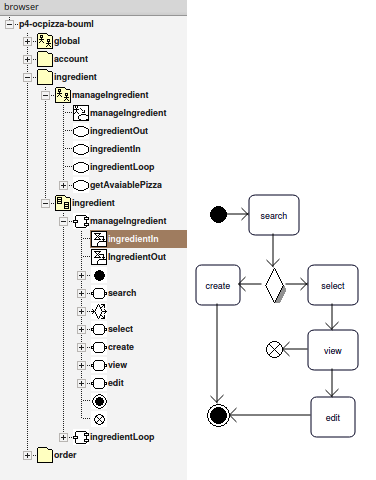 browser
p4-ocpizza-bouml
global
account
ingredient
manageIngredient
manageIngredient
ingredientOut
ingredientIn
ingredientLoop
getAvaiablePizza
ingredient
manageIngredient
ingredientIn
IngredientOut
search
select
create
view
edit
ingredientLoop
order
search
create
select
view
edit